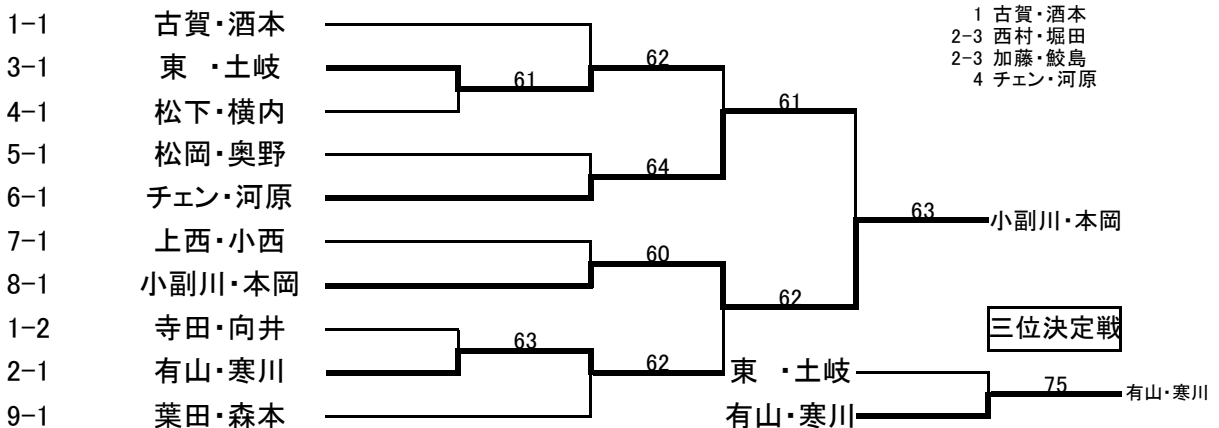 1-1 古賀・酒本
3-1 東 ・土岐
4-1 松下・横内
5-1 松岡・奥野
6-1 チェン・河原
7-1 上西・小西
8-1 小副川・本岡
1-2 寺田・向井
2-1 有山・寒川
9-1 葉田・森本
61
63
62
64
60
62
61
62
63
小副川・本岡
1 古賀・酒本
2-3 西村・堀田
2-3 加藤・鮫島
4 チェン・河原
三位決定戦
東 ・土岐
有山・寒川
75
有山・寒川